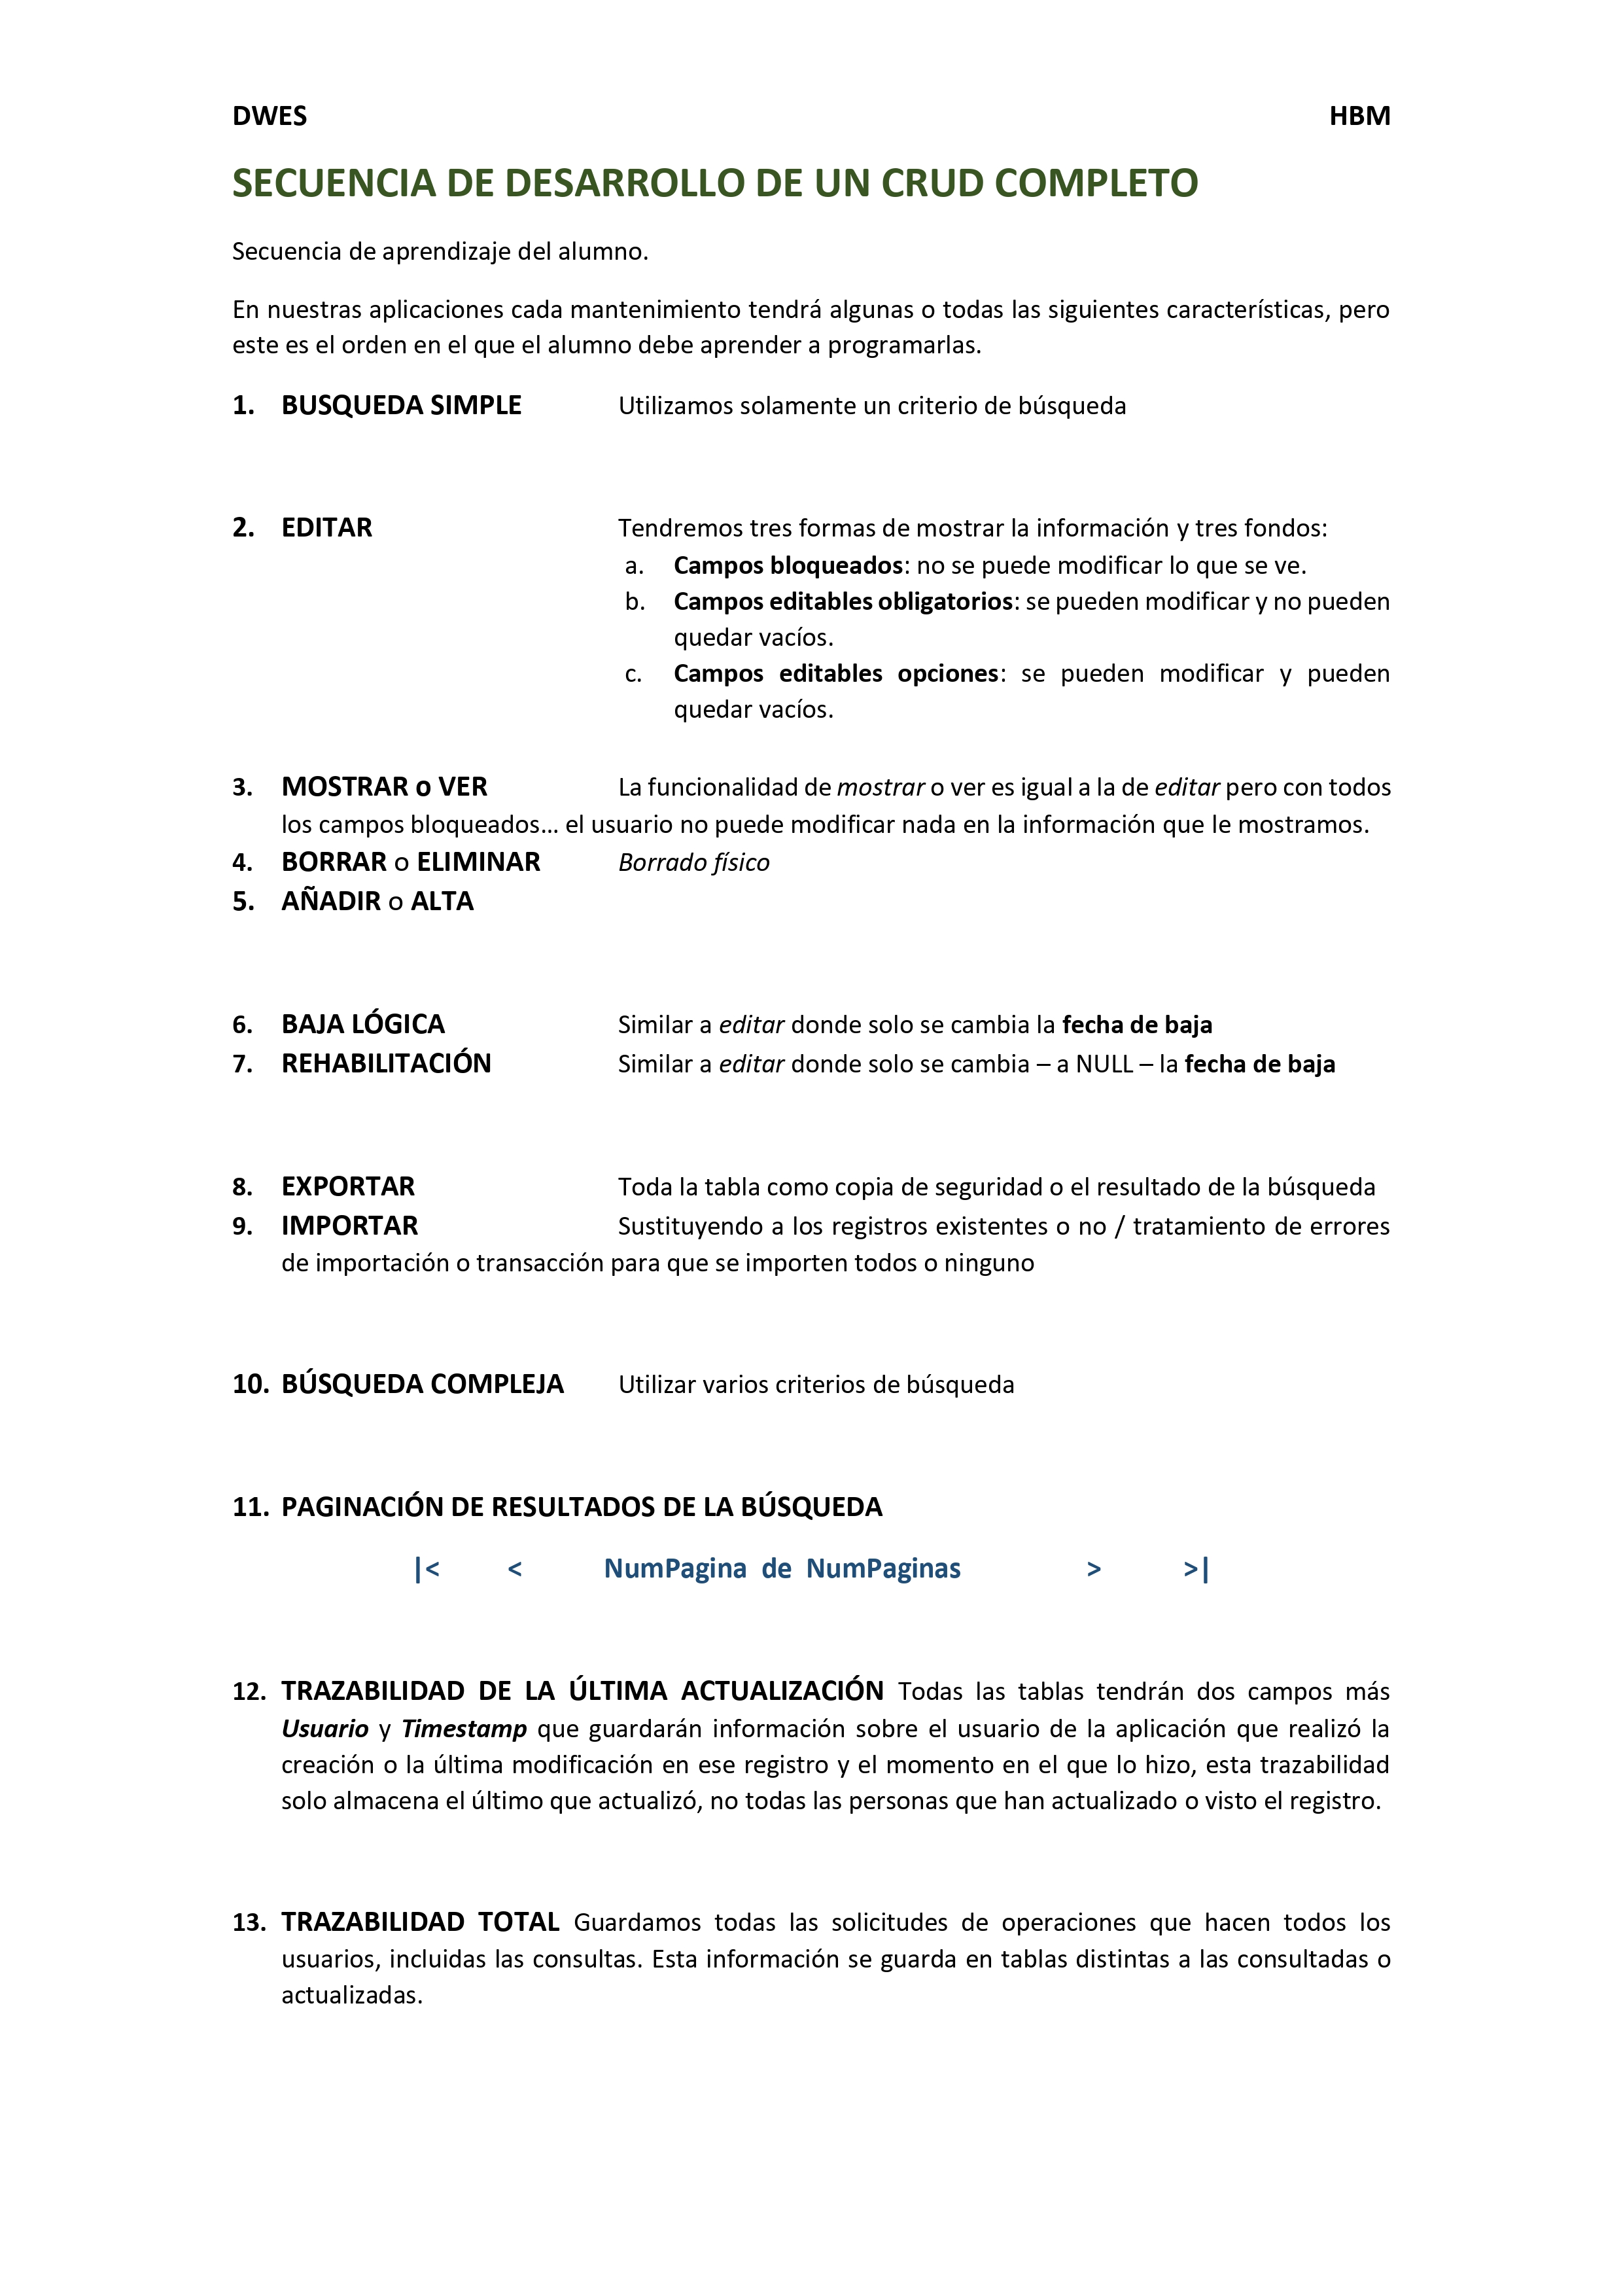 DWES HBM
SECUENCIA DE DESARROLLO DE UN CRUD COMPLETO
Secuencia de aprendizaje del alumno.
En nuestras aplicaciones cada mantenimiento tendrá algunas o todas las siguientes características, pero
este es el orden en el que el alumno debe aprender a programarlas.
1. BUSQUEDA SIMPLE Utilizamos solamente un criterio de búsqueda
2. EDITAR Tendremos tres formas de mostrar la información y tres fondos:
a. Campos bloqueados: no se puede modificar lo que se ve.
b. Campos editables obligatorios: se pueden modificar y no pueden
quedar vacíos.
c. Campos editables opciones: se pueden modificar y pueden
quedar vacíos.
3. MOSTRAR o VER La funcionalidad de mostrar o ver es igual a la de editar pero con todos
los campos bloqueados... el usuario no puede modificar nada en la información que le mostramos.
4. BORRAR o ELIMINAR Borrado físico
5. AÑADIR o ALTA
6. BAJA LÓGICA Similar a editar donde solo se cambia la fecha de baja
7. REHABILITACIÓN Similar a editar donde solo se cambia – a NULL – la fecha de baja
8. EXPORTAR Toda la tabla como copia de seguridad o el resultado de la búsqueda
9. IMPORTAR Sustituyendo a los registros existentes o no / tratamiento de errores
de importación o transacción para que se importen todos o ninguno
10. BÚSQUEDA COMPLEJA Utilizar varios criterios de búsqueda
11. PAGINACIÓN DE RESULTADOS DE LA BÚSQUEDA
|< < NumPagina de NumPaginas > >|
12. TRAZABILIDAD DE LA ÚLTIMA ACTUALIZACIÓN Todas las tablas tendrán dos campos más
Usuario y Timestamp que guardarán información sobre el usuario de la aplicación que realizó la
creación o la última modificación en ese registro y el momento en el que lo hizo, esta trazabilidad
solo almacena el último que actualizó, no todas las personas que han actualizado o visto el registro.
13. TRAZABILIDAD TOTAL Guardamos todas las solicitudes de operaciones que hacen todos los
usuarios, incluidas las consultas. Esta información se guarda en tablas distintas a las consultadas o
actualizadas.